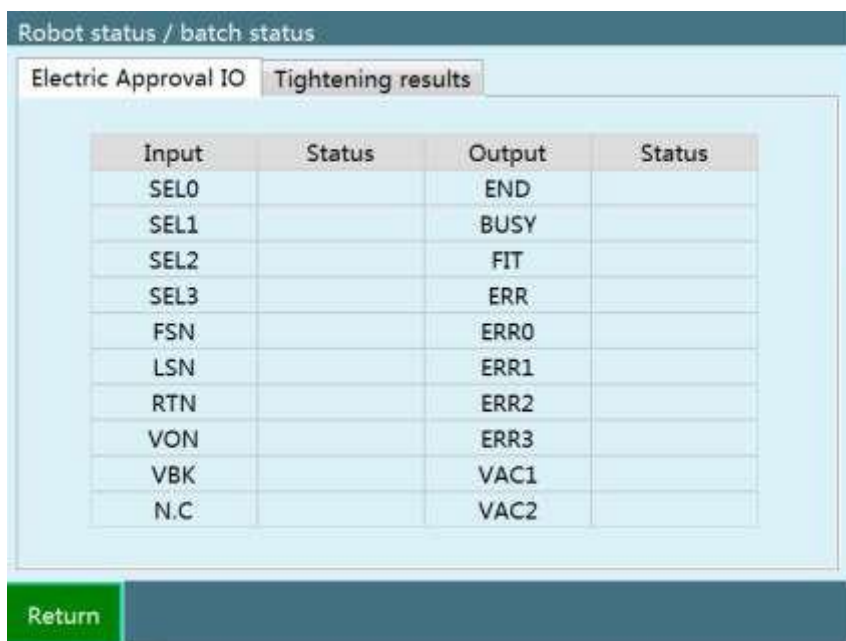 Robot status / batch status
Electric Approval IO Tightening results
Input Status Output Status
SEL0 END
SEL1 BUSY
SEL2 FIT
SEL3 ERR
FSN ERR0
LSN ERR1
RTN ERR2
VON ERR3
VBK VAC1
N.C VAC2
Return